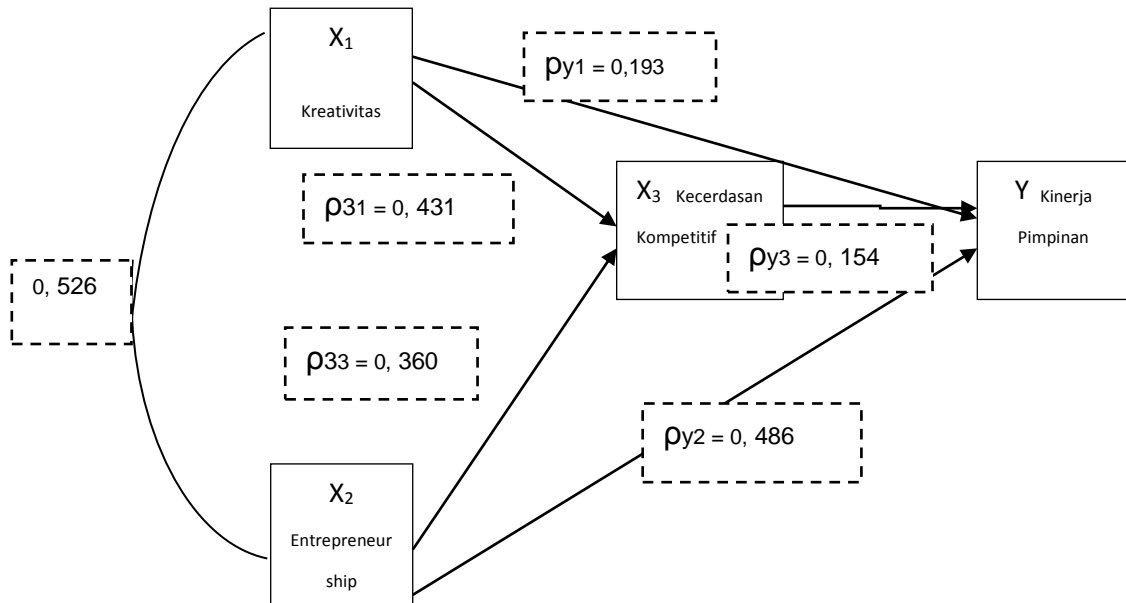 X₁
Kreativitas
ρy1 = 0,193
ρ31 = 0, 431
X₃ Kecerdasan
Kompetitif
Y Kinerja
Pimpinan
ρy3 = 0, 154
0, 526
ρ33 = 0, 360
ρy2 = 0, 486
X₂
Entrepreneur
ship